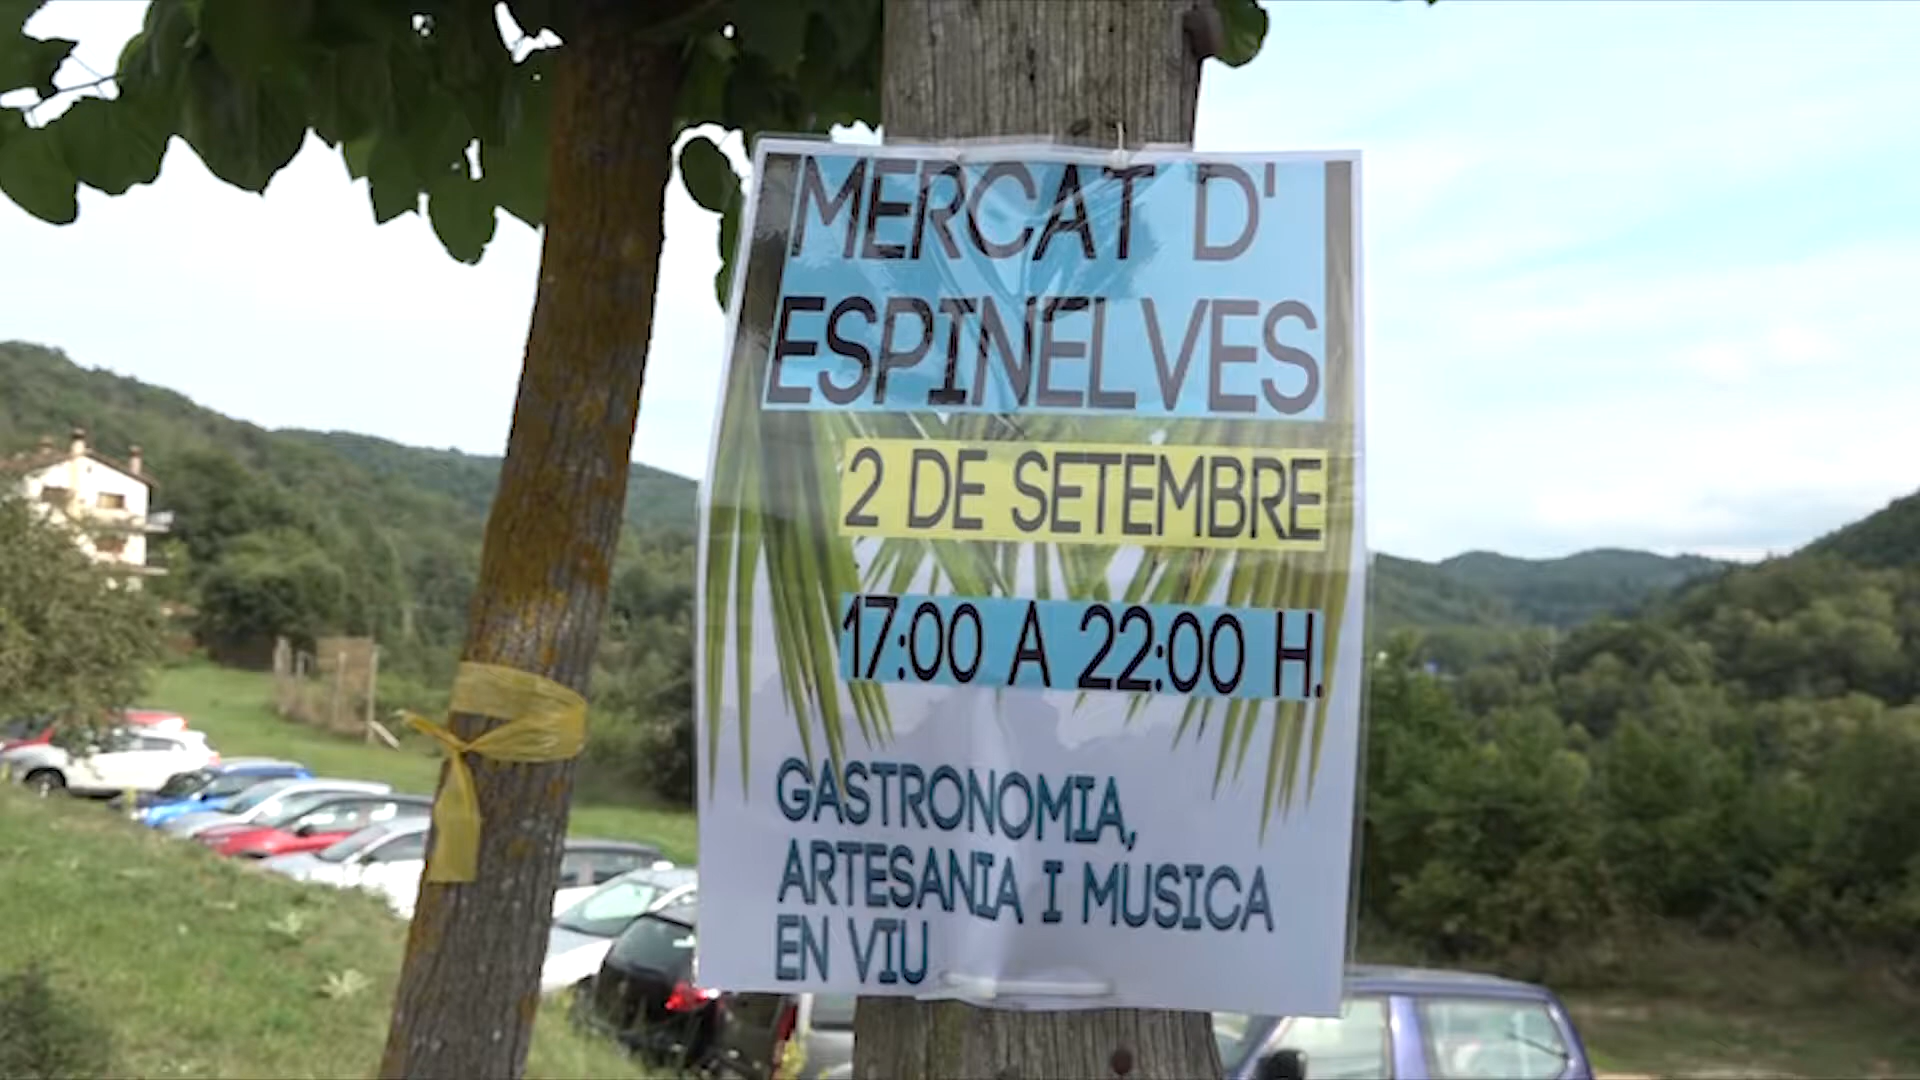 MERCAT D'
ESPINELVES
2 DE SETEMBRE
17:00 A 22:00 H.
GASTRONOMIA,
ARTESANIA I MUSICA
EN VIU